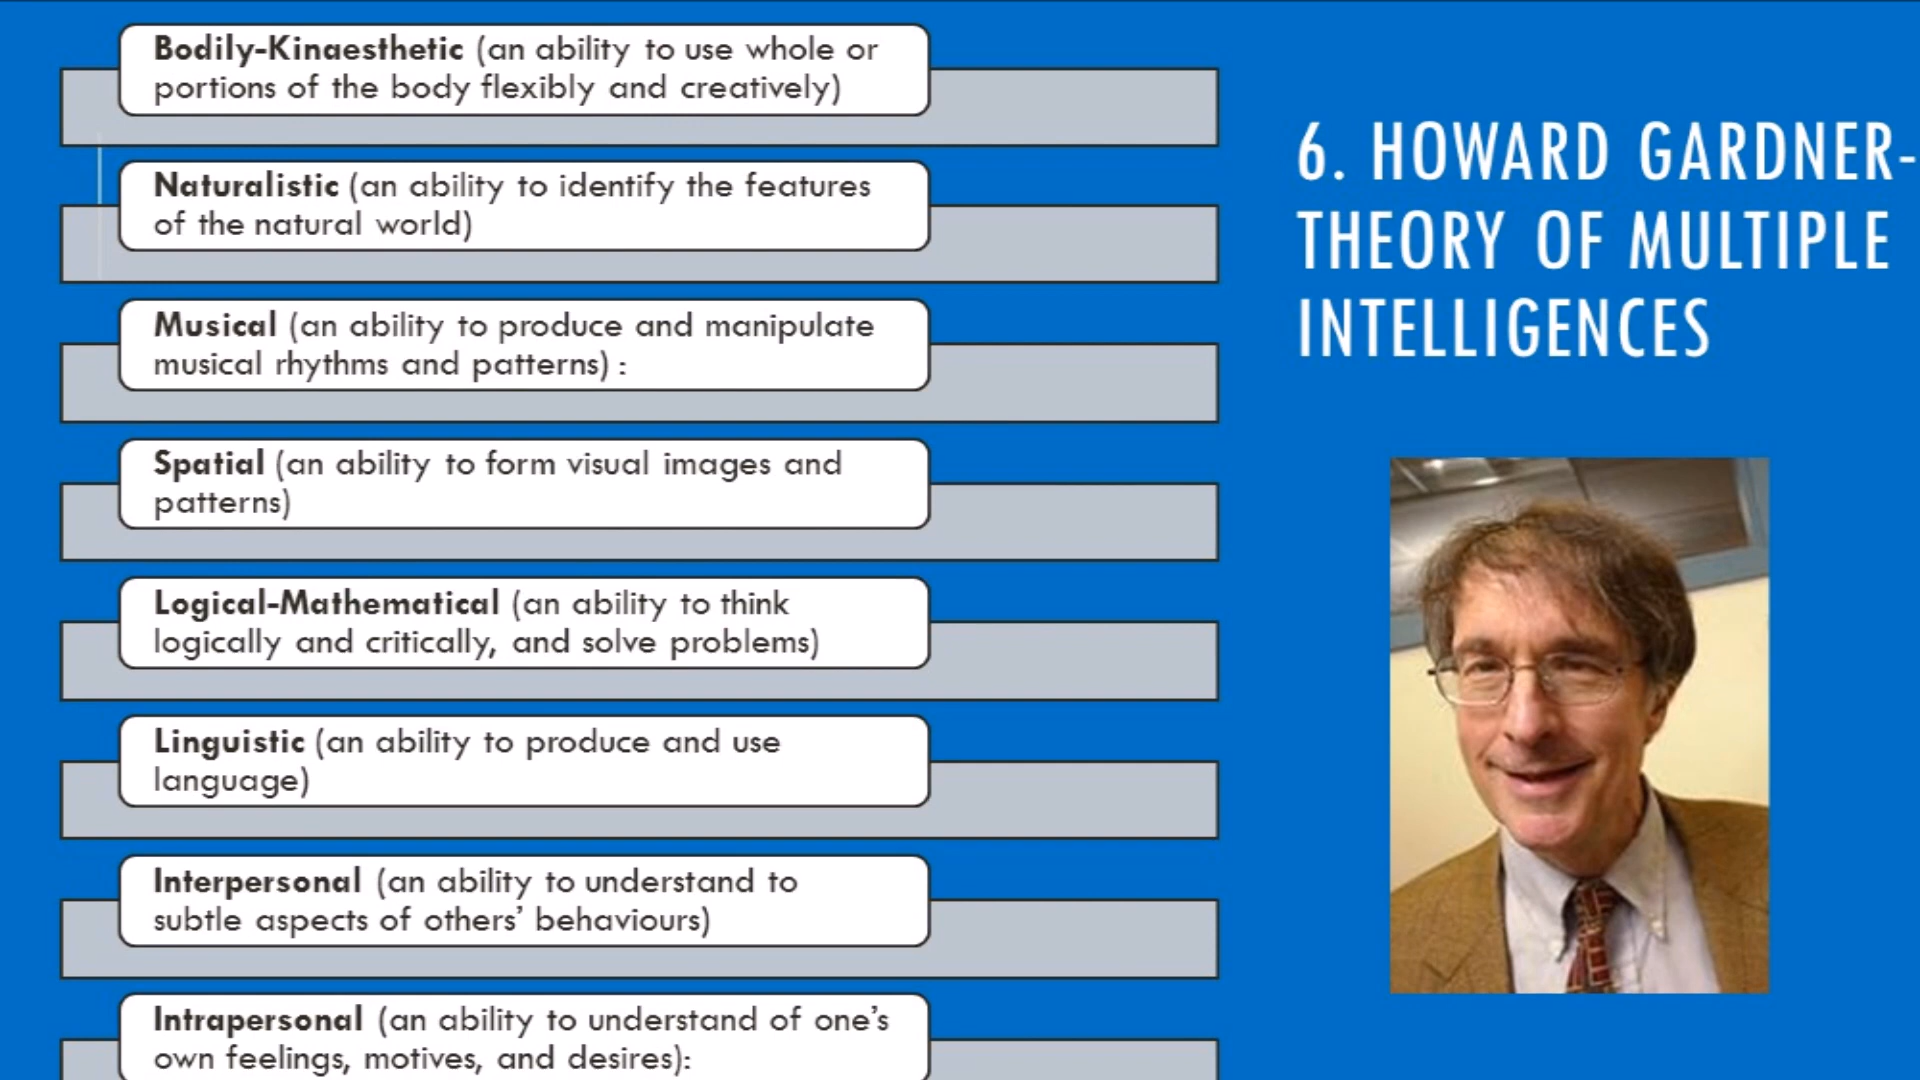 Bodily-Kinaesthetic (an ability to use whole or
portions of the body flexibly and creatively)
Naturalistic (an ability to identify the features
of the natural world)
Musical (an ability to produce and manipulate
musical rhythms and patterns) :
Spatial (an ability to form visual images and
patterns)
Logical-Mathematical (an ability to think
logically and critically, and solve problems)
Linguistic (an ability to produce and use
language)
Interpersonal (an ability to understand to
subtle aspects of others’ behaviours)
Intrapersonal (an ability to understand of one’s
own feelings, motives, and desires):
6. HOWARD GARDNER-
THEORY OF MULTIPLE
INTELLIGENCES